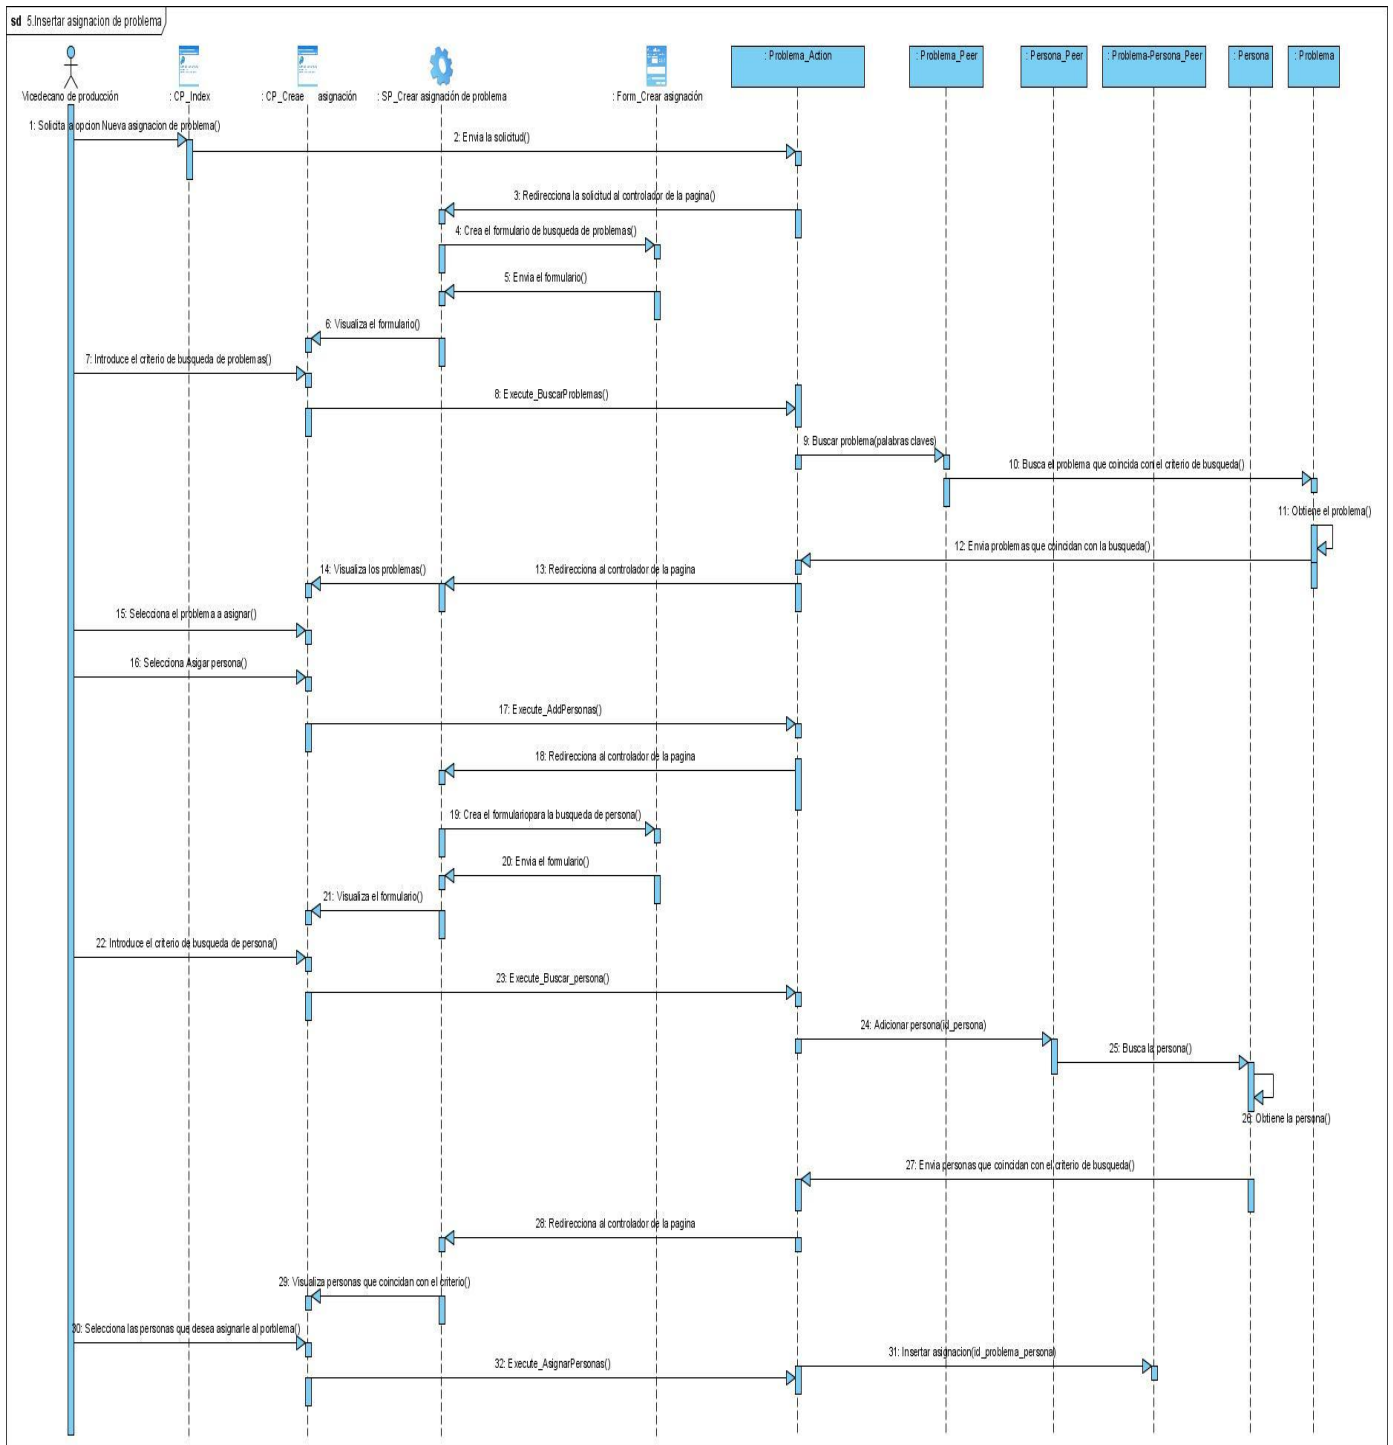 sd 5.Insertar asignacion de problema
Vicedecano de producción
: CP_Index
: CP_Creae asignación
: SP_Crear asignación de problema
: Form_Crear asignación
: Problema_Action
: Problema_Peer
: Persona_Peer
: Problema-Persona_Peer
: Persona
: Problema
1: Solicita la opcion Nueva asignacion de problema()
2: Envia la solicitud()
3: Redirecciona la solicitud al controlador de la pagina()
4: Crea el formulario de busqueda de problemas()
5: Envia el formulario()
6: Visualiza el formulario()
7: Introduce el criterio de busqueda de problemas()
8: Execute_BuscarProblemas()
9: Buscar problema(palabras claves)
10: Busca el problema que coincida con el criterio de busqueda()
11: Obtiene el problema()
12: Envia problemas que coincidan con la busqueda()
13: Redirecciona al controlador de la pagina
14: Visualiza los problemas()
15: Selecciona el problema a asignar()
16: Selecciona Asigar persona()
17: Execute_AddPersonas()
18: Redirecciona al controlador de la pagina
19: Crea el formulariopara la busqueda de persona()
20: Envia el formulario()
21: Visualiza el formulario()
22: Introduce el criterio de busqueda de persona()
23: Execute_Buscar_persona()
24: Adicionar persona(id_persona)
25: Busca la persona()
26: Obtiene la persona()
27: Envia personas que coincidan con el criterio de busqueda()
28: Redirecciona al controlador de la pagina
29: Visualiza personas que coincidan con el criterio()
30: Selecciona las personas que desea asignarle al porblema()
31: Insertar asignacion(id_problema_persona)
32: Execute_AsignarPersonas()